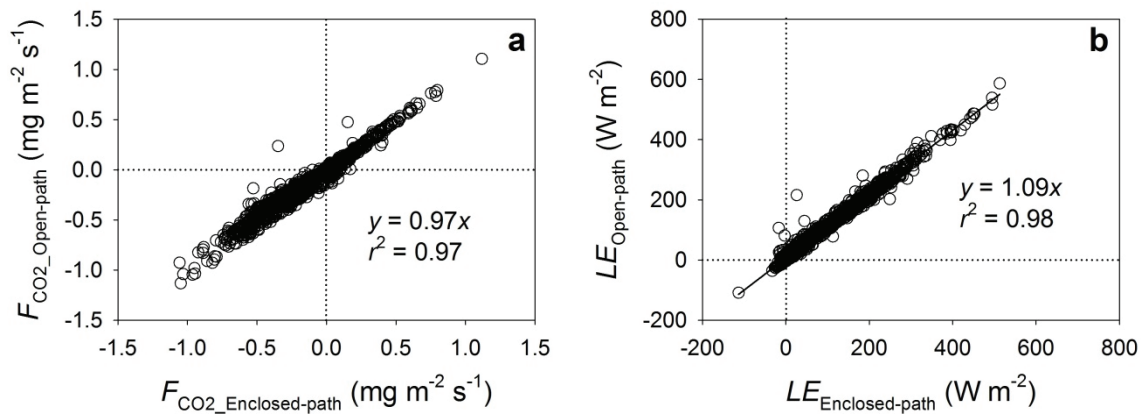 a
1.5
1.0
0.5
0.0
-0.5
-1.0
-1.5
F_CO2_Open-path (mg m⁻² s⁻¹)
y = 0.97x
r² = 0.97
-1.5 -1.0 -0.5 0.0 0.5 1.0 1.5
F_CO2_Enclosed-path (mg m⁻² s⁻¹)
b
800
600
400
200
0
-200
LE_Open-path (W m⁻²)
y = 1.09x
r² = 0.98
-200 0 200 400 600 800
LE_Enclosed-path (W m⁻²)